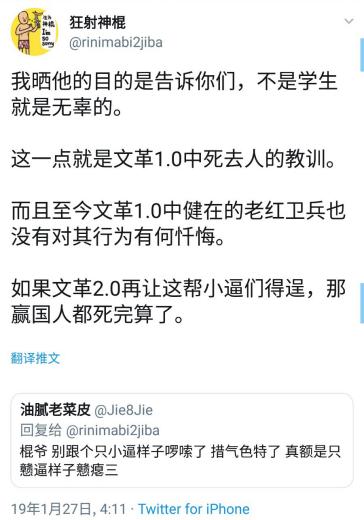 狂射神棍
@rinimabi2jiba
我晒他的目的是告诉你们，不是学生
就是无辜的。
这一点就是文革1.0中死去人的教训。
而且至今文革1.0中健在的老红卫兵也
没有对其行为有何忏悔。
如果文革2.0再让这帮小逼们得逞，那
赢国人都死完算了。
翻译推文
油腻老菜皮 @Jie8Jie
回复给 @rinimabi2jiba
棍爷 别跟个只小逼样子啰嗦了 措气色特了 真额是只
戆逼样子戆瘪三
19年1月27日, 4:11 · Twitter for iPhone